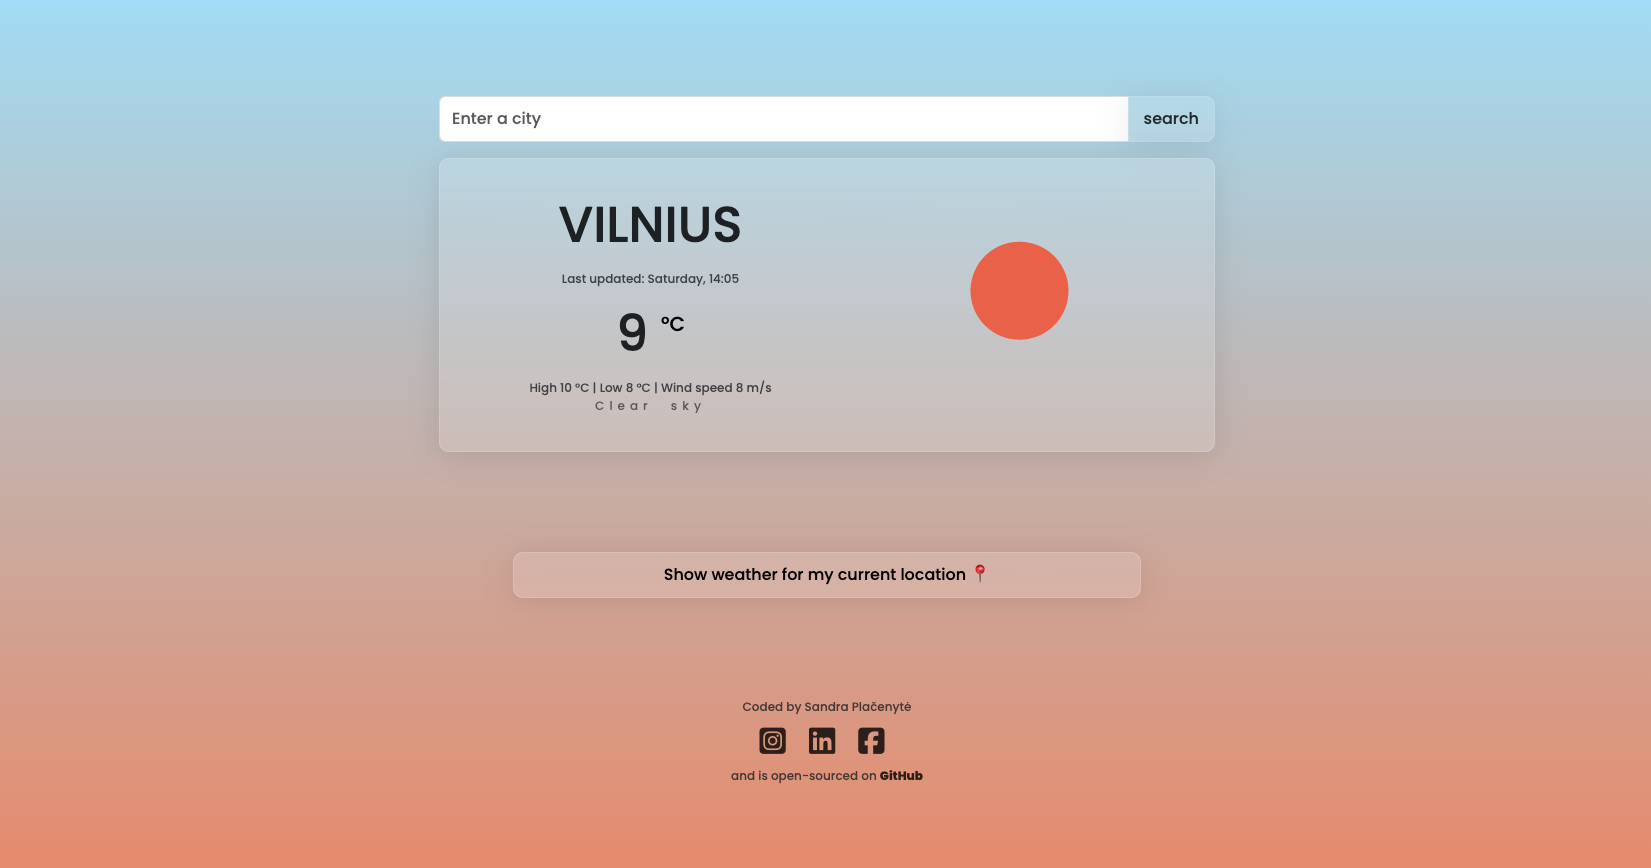 Enter a city
search
VILNIUS
Last updated: Saturday, 14:05
9 °C
High 10 °C | Low 8 °C | Wind speed 8 m/s
Clear sky
Show weather for my current location
Coded by Sandra Plačenytė
and is open-sourced on GitHub